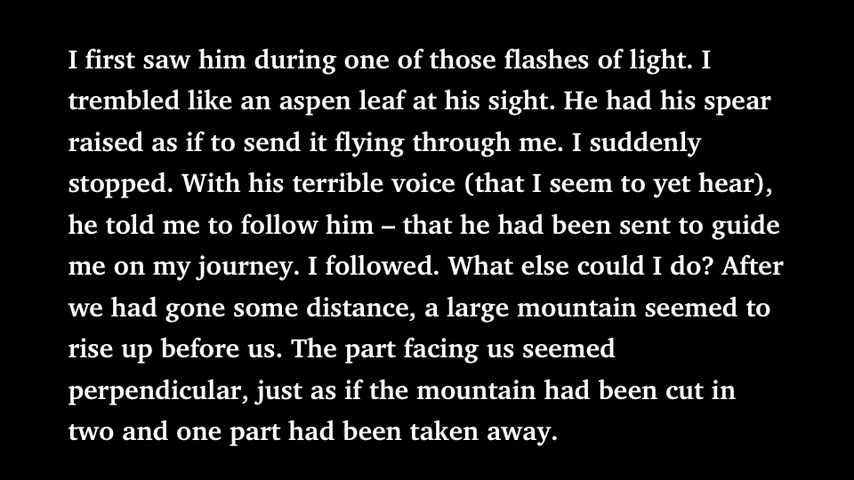 I first saw him during one of those flashes of light. I
trembled like an aspen leaf at his sight. He had his spear
raised as if to send it flying through me. I suddenly
stopped. With his terrible voice (that I seem to yet hear),
he told me to follow him – that he had been sent to guide
me on my journey. I followed. What else could I do? After
we had gone some distance, a large mountain seemed to
rise up before us. The part facing us seemed
perpendicular, just as if the mountain had been cut in
two and one part had been taken away.